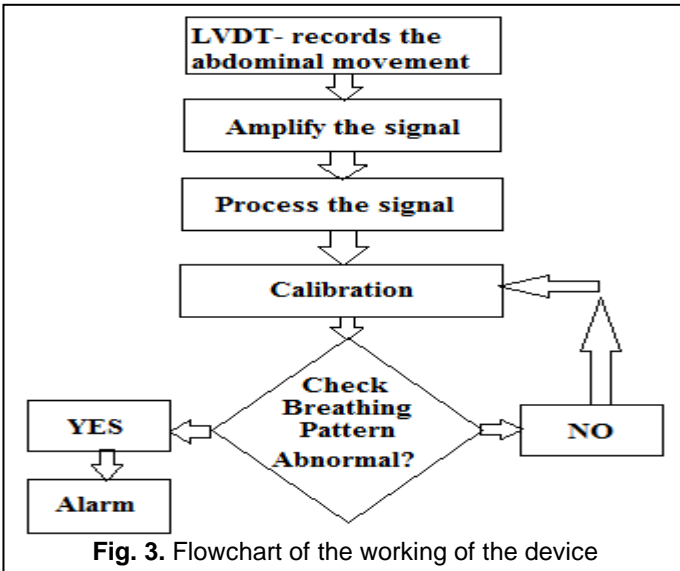 LVDT- records the
abdominal movement
Amplify the signal
Process the signal
Calibration
Check
Breathing
Pattern
Abnormal?
YES
NO
Alarm
Fig. 3. Flowchart of the working of the device